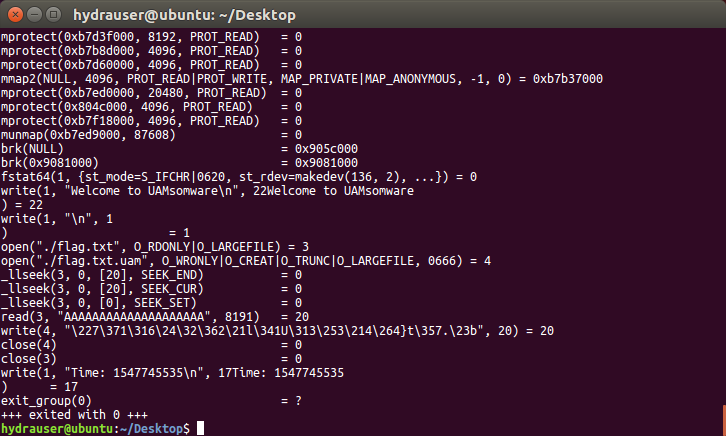 hydrauser@ubuntu: ~/Desktop
mprotect(0xb7d3f000, 8192, PROT_READ)   = 0
mprotect(0xb7b8d000, 4096, PROT_READ)   = 0
mprotect(0xb7d60000, 4096, PROT_READ)   = 0
mmap2(NULL, 4096, PROT_READ|PROT_WRITE, MAP_PRIVATE|MAP_ANONYMOUS, -1, 0) = 0xb7b37000
mprotect(0xb7ed0000, 20480, PROT_READ)  = 0
mprotect(0x804c000, 4096, PROT_READ)    = 0
mprotect(0xb7f18000, 4096, PROT_READ)   = 0
munmap(0xb7ed9000, 87608)               = 0
brk(NULL)                               = 0x905c000
brk(0x9081000)                          = 0x9081000
fstat64(1, {st_mode=S_IFCHR|0620, st_rdev=makedev(136, 2), ...}) = 0
write(1, "Welcome to UAMsomware\n", 22Welcome to UAMsomware
) = 22
write(1, "\n", 1
)                       = 1
open("./flag.txt", O_RDONLY|O_LARGEFILE) = 3
open("./flag.txt.uam", O_WRONLY|O_CREAT|O_TRUNC|O_LARGEFILE, 0666) = 4
_llseek(3, 0, [20], SEEK_END)           = 0
_llseek(3, 0, [20], SEEK_CUR)           = 0
_llseek(3, 0, [0], SEEK_SET)            = 0
read(3, "AAAAAAAAAAAAAAAAAAAA", 8191)   = 20
write(4, "\227\371\316\24\32\362\21l\341U\313\253\214\264}t\357.\23b", 20) = 20
close(4)                                = 0
close(3)                                = 0
write(1, "Time: 1547745535\n", 17Time: 1547745535
)      = 17
exit_group(0)                           = ?
+++ exited with 0 +++
hydrauser@ubuntu:~/Desktop$